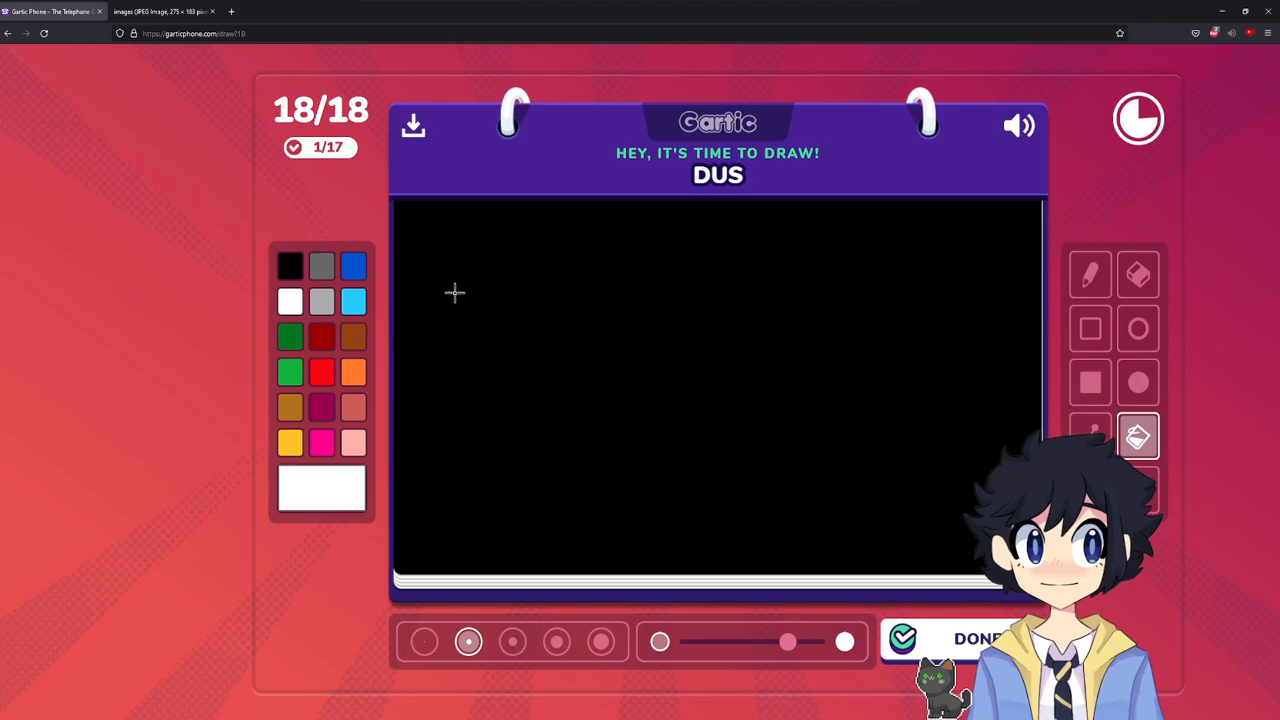 Gartic Phone - The Telephone
images (JPEG Image, 275 × 183 pixe
https://garticphone.com/draw?18
18/18
1/17
Gartic
HEY, IT'S TIME TO DRAW!
DUS
DONE